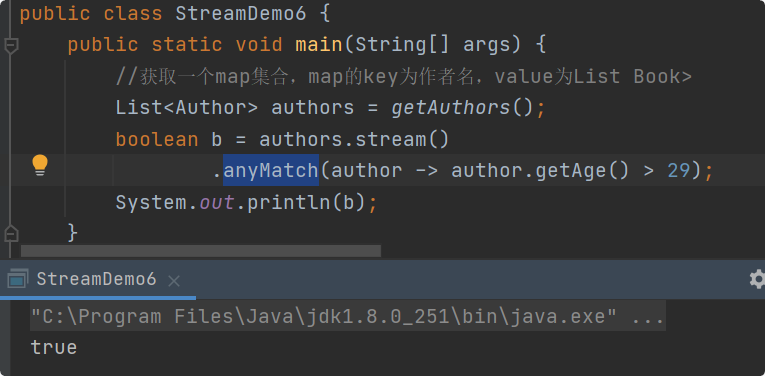 public class StreamDemo6 {
    public static void main(String[] args) {
        //获取一个map集合，map的key为作者名，value为List Book>
        List<Author> authors = getAuthors();
        boolean b = authors.stream()
                .anyMatch(author -> author.getAge() > 29);
        System.out.println(b);
    }
StreamDemo6 ×
"C:\Program Files\Java\jdk1.8.0_251\bin\java.exe" ...
true